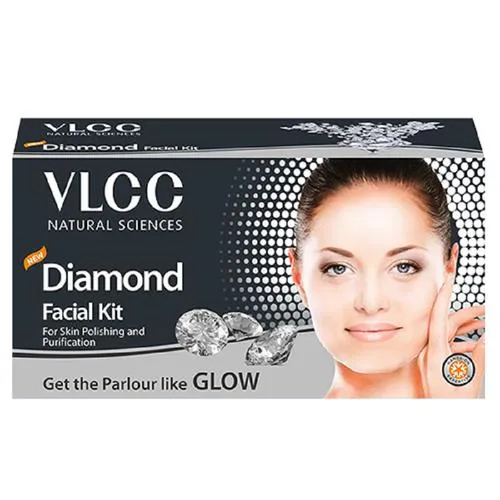 VLCC
NATURAL SCIENCES
NEW
Diamond Facial Kit
VLCC
NATURAL SCIENCES
NEW
Diamond
Facial Kit
For Skin Polishing and
Purification
Get the Parlour like GLOW